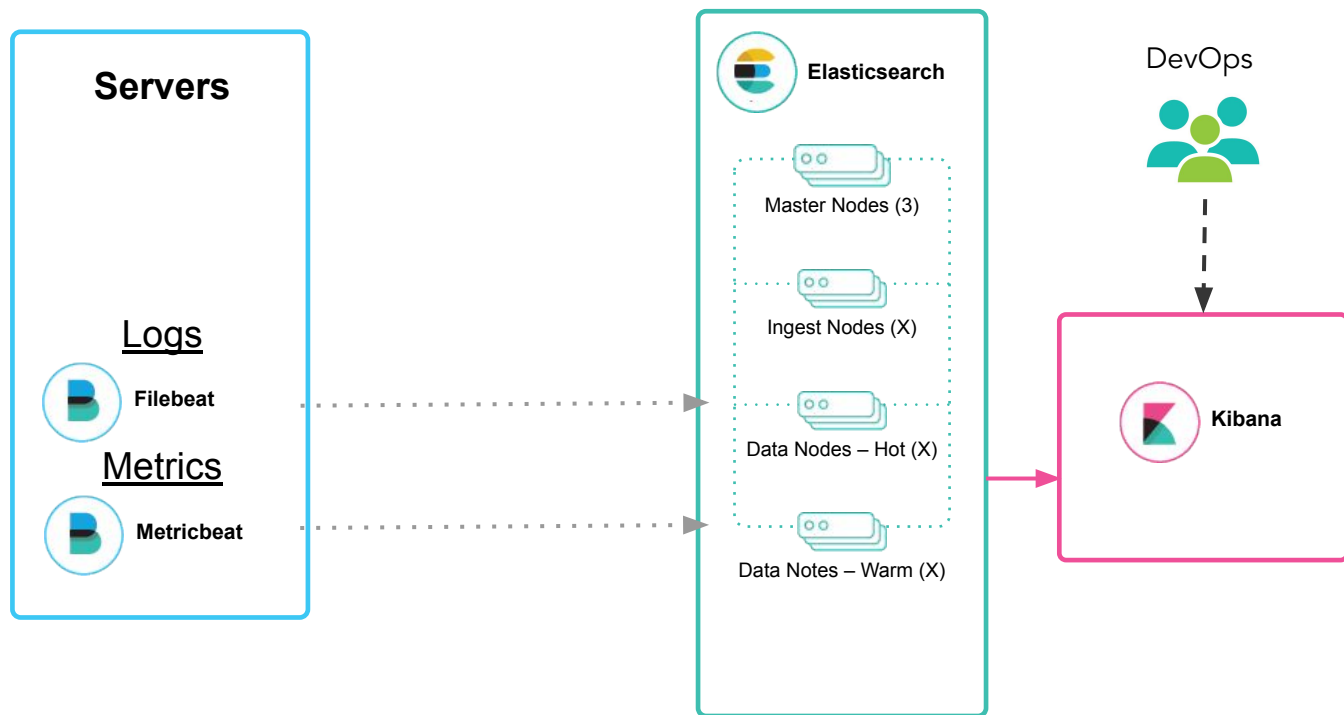 Servers
Logs
Filebeat
Metrics
Metricbeat
Elasticsearch
Master Nodes (3)
Ingest Nodes (X)
Data Nodes – Hot (X)
Data Notes – Warm (X)
DevOps
Kibana